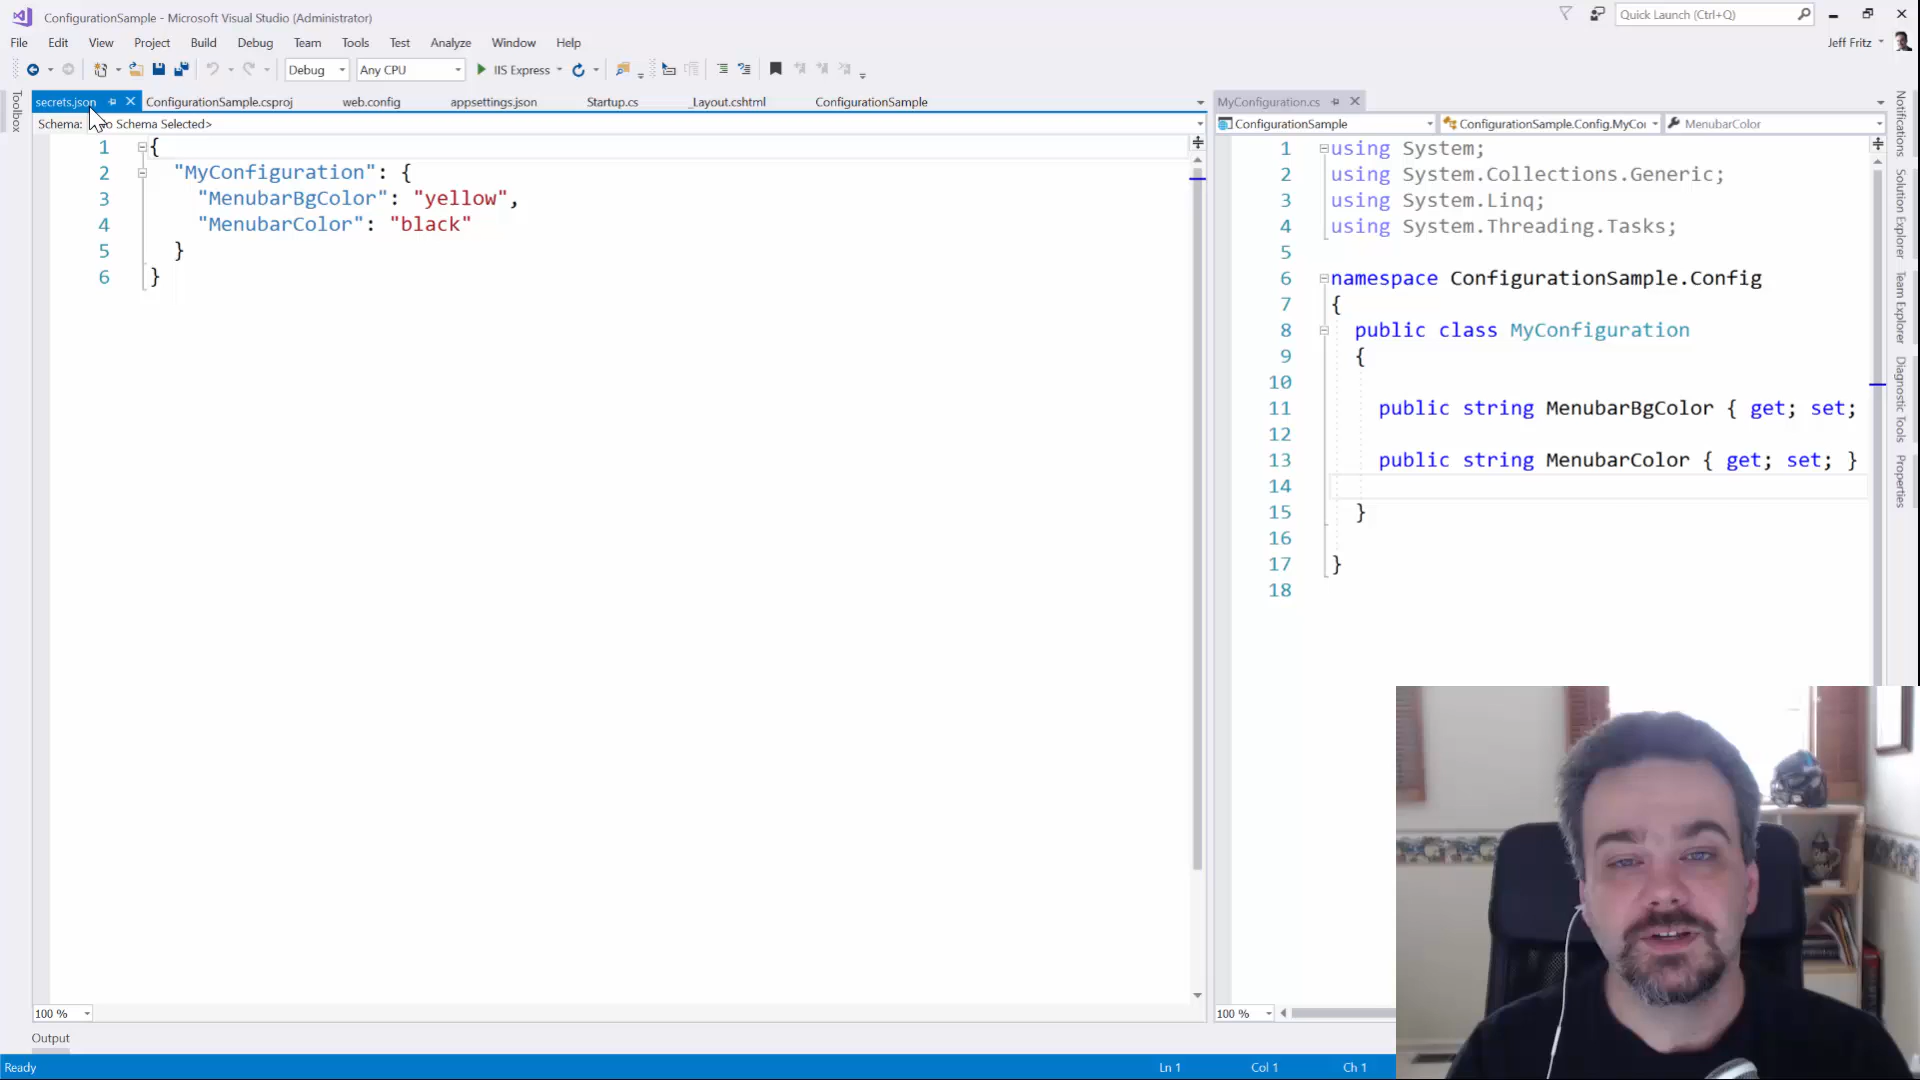 ConfigurationSample - Microsoft Visual Studio (Administrator)
Quick Launch (Ctrl+Q)
File Edit View Project Build Debug Team Tools Test Analyze Window Help
Jeff Fritz
Debug Any CPU IIS Express
secrets.json ConfigurationSample.csproj web.config appsettings.json Startup.cs _Layout.cshtml ConfigurationSample
Schema: o Schema Selected>
1 {
2 "MyConfiguration": {
3 "MenubarBgColor": "yellow",
4 "MenubarColor": "black"
5 }
6 }
100 %
MyConfiguration.cs
ConfigurationSample ConfigurationSample.Config.MyCo MenubarColor
1 using System;
2 using System.Collections.Generic;
3 using System.Linq;
4 using System.Threading.Tasks;
5
6 namespace ConfigurationSample.Config
7 {
8 public class MyConfiguration
9 {
10
11 public string MenubarBgColor { get; set;
12
13 public string MenubarColor { get; set; }
14
15 }
16
17 }
18
100 %
Toolbox
Notifications
Solution Explorer
Team Explorer
Diagnostic Tools
Properties
Output
Ready Ln 1 Col 1 Ch 1